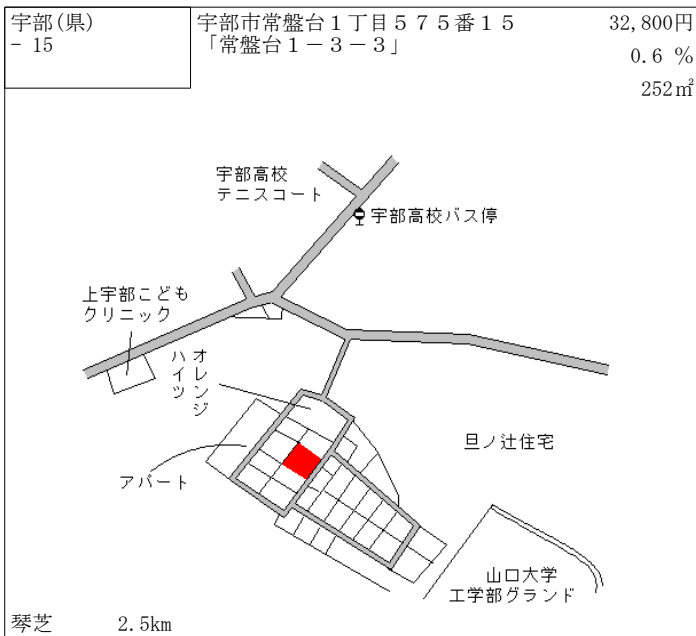 宇部(県)
- 15
宇部市常盤台１丁目５７５番１５
「常盤台１－３－３」
32,800円
0.6 %
252㎡
宇部高校
テニスコート
宇部高校バス停
上宇部こども
クリニック
オレンジ
ハイツ
アパート
旦ノ辻住宅
山口大学
工学部グランド
琴芝 2.5km